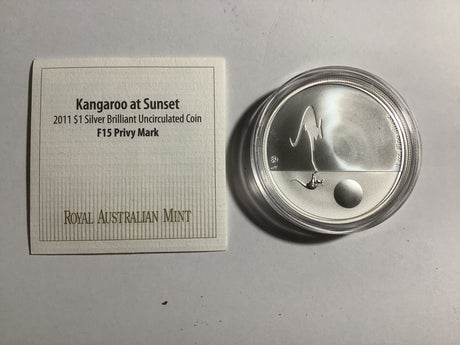 Kangaroo at Sunset
2011 $1 Silver Brilliant Uncirculated Coin
F15 Privy Mark
ROYAL AUSTRALIAN MINT